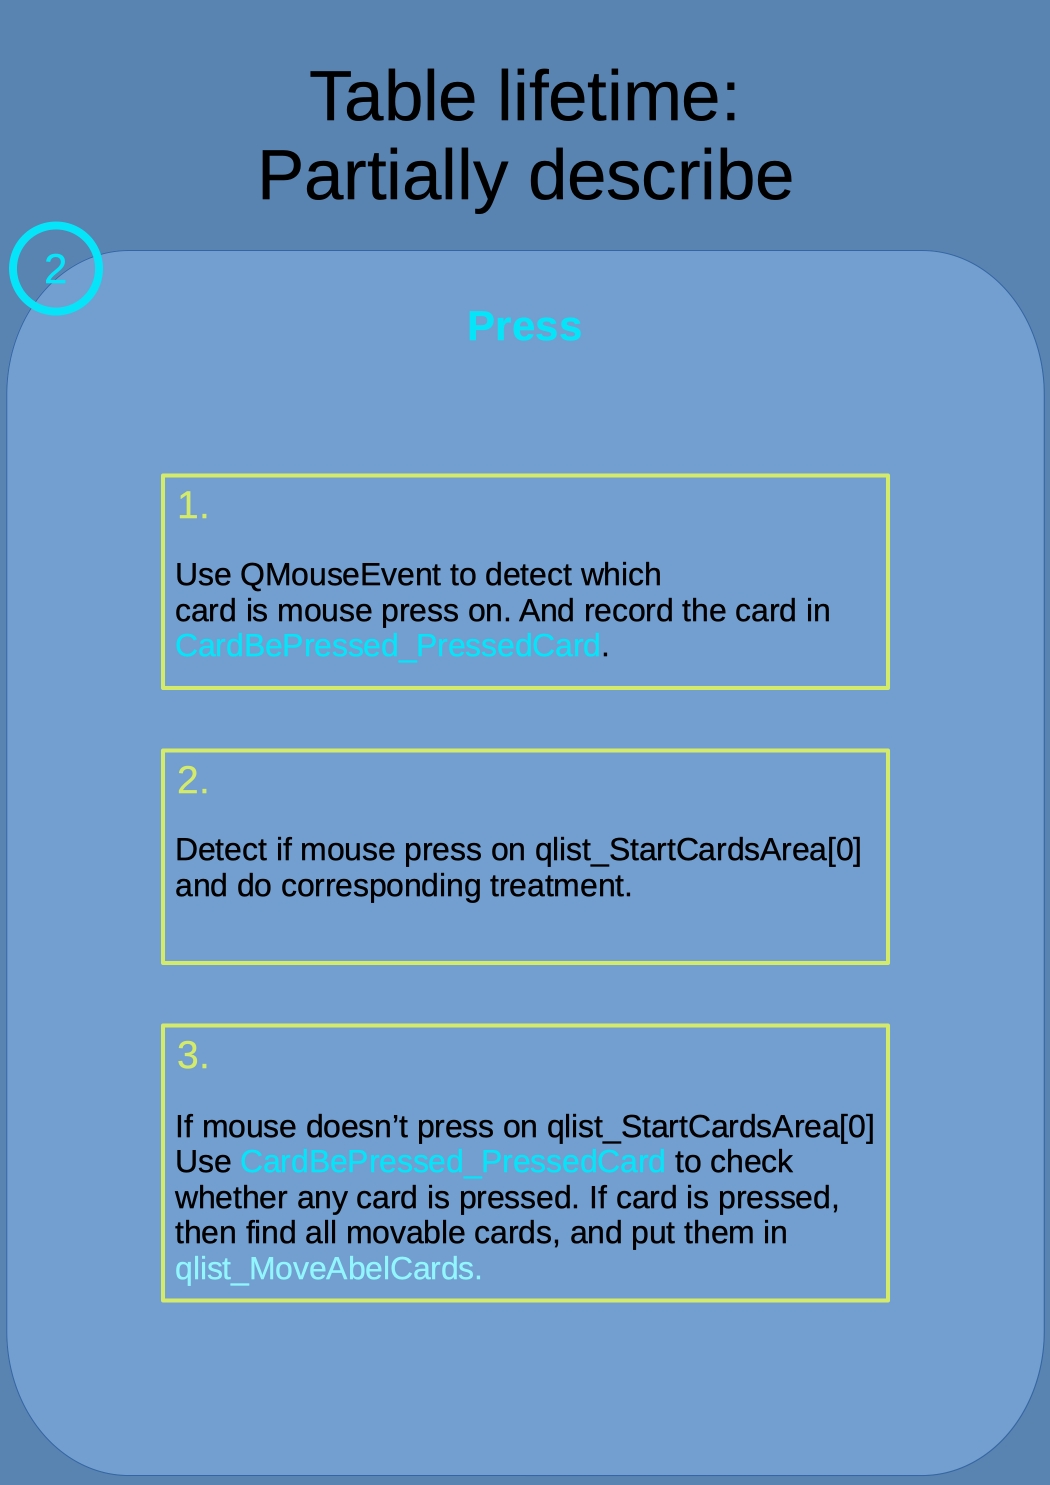 Table lifetime:
Partially describe
2
Press
1.
Use QMouseEvent to detect which
card is mouse press on. And record the card in
CardBePressed_PressedCard.
2.
Detect if mouse press on qlist_StartCardsArea[0]
and do corresponding treatment.
3.
If mouse doesn’t press on qlist_StartCardsArea[0]
Use CardBePressed_PressedCard to check
whether any card is pressed. If card is pressed,
then find all movable cards, and put them in
qlist_MoveAbelCards.